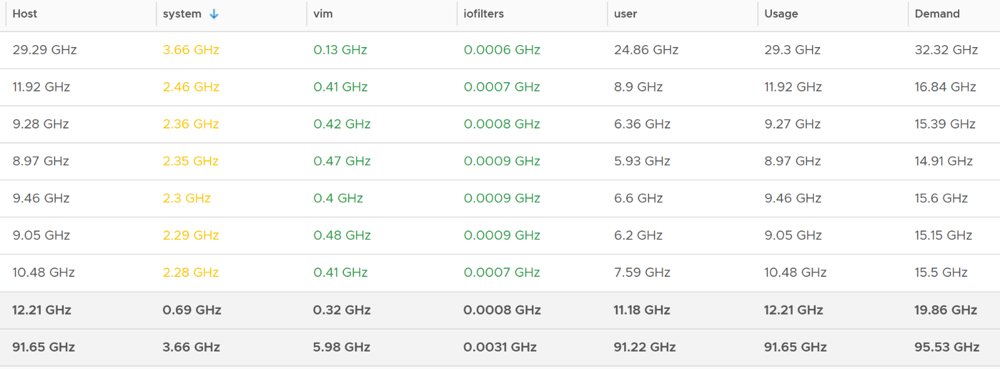 Host system vim iofilters user Usage Demand
29.29 GHz 3.66 GHz 0.13 GHz 0.0006 GHz 24.86 GHz 29.3 GHz 32.32 GHz
11.92 GHz 2.46 GHz 0.41 GHz 0.0007 GHz 8.9 GHz 11.92 GHz 16.84 GHz
9.28 GHz 2.36 GHz 0.42 GHz 0.0008 GHz 6.36 GHz 9.27 GHz 15.39 GHz
8.97 GHz 2.35 GHz 0.47 GHz 0.0009 GHz 5.93 GHz 8.97 GHz 14.91 GHz
9.46 GHz 2.3 GHz 0.4 GHz 0.0009 GHz 6.6 GHz 9.46 GHz 15.6 GHz
9.05 GHz 2.29 GHz 0.48 GHz 0.0009 GHz 6.2 GHz 9.05 GHz 15.15 GHz
10.48 GHz 2.28 GHz 0.41 GHz 0.0007 GHz 7.59 GHz 10.48 GHz 15.5 GHz
12.21 GHz 0.69 GHz 0.32 GHz 0.0008 GHz 11.18 GHz 12.21 GHz 19.86 GHz
91.65 GHz 3.66 GHz 5.98 GHz 0.0031 GHz 91.22 GHz 91.65 GHz 95.53 GHz